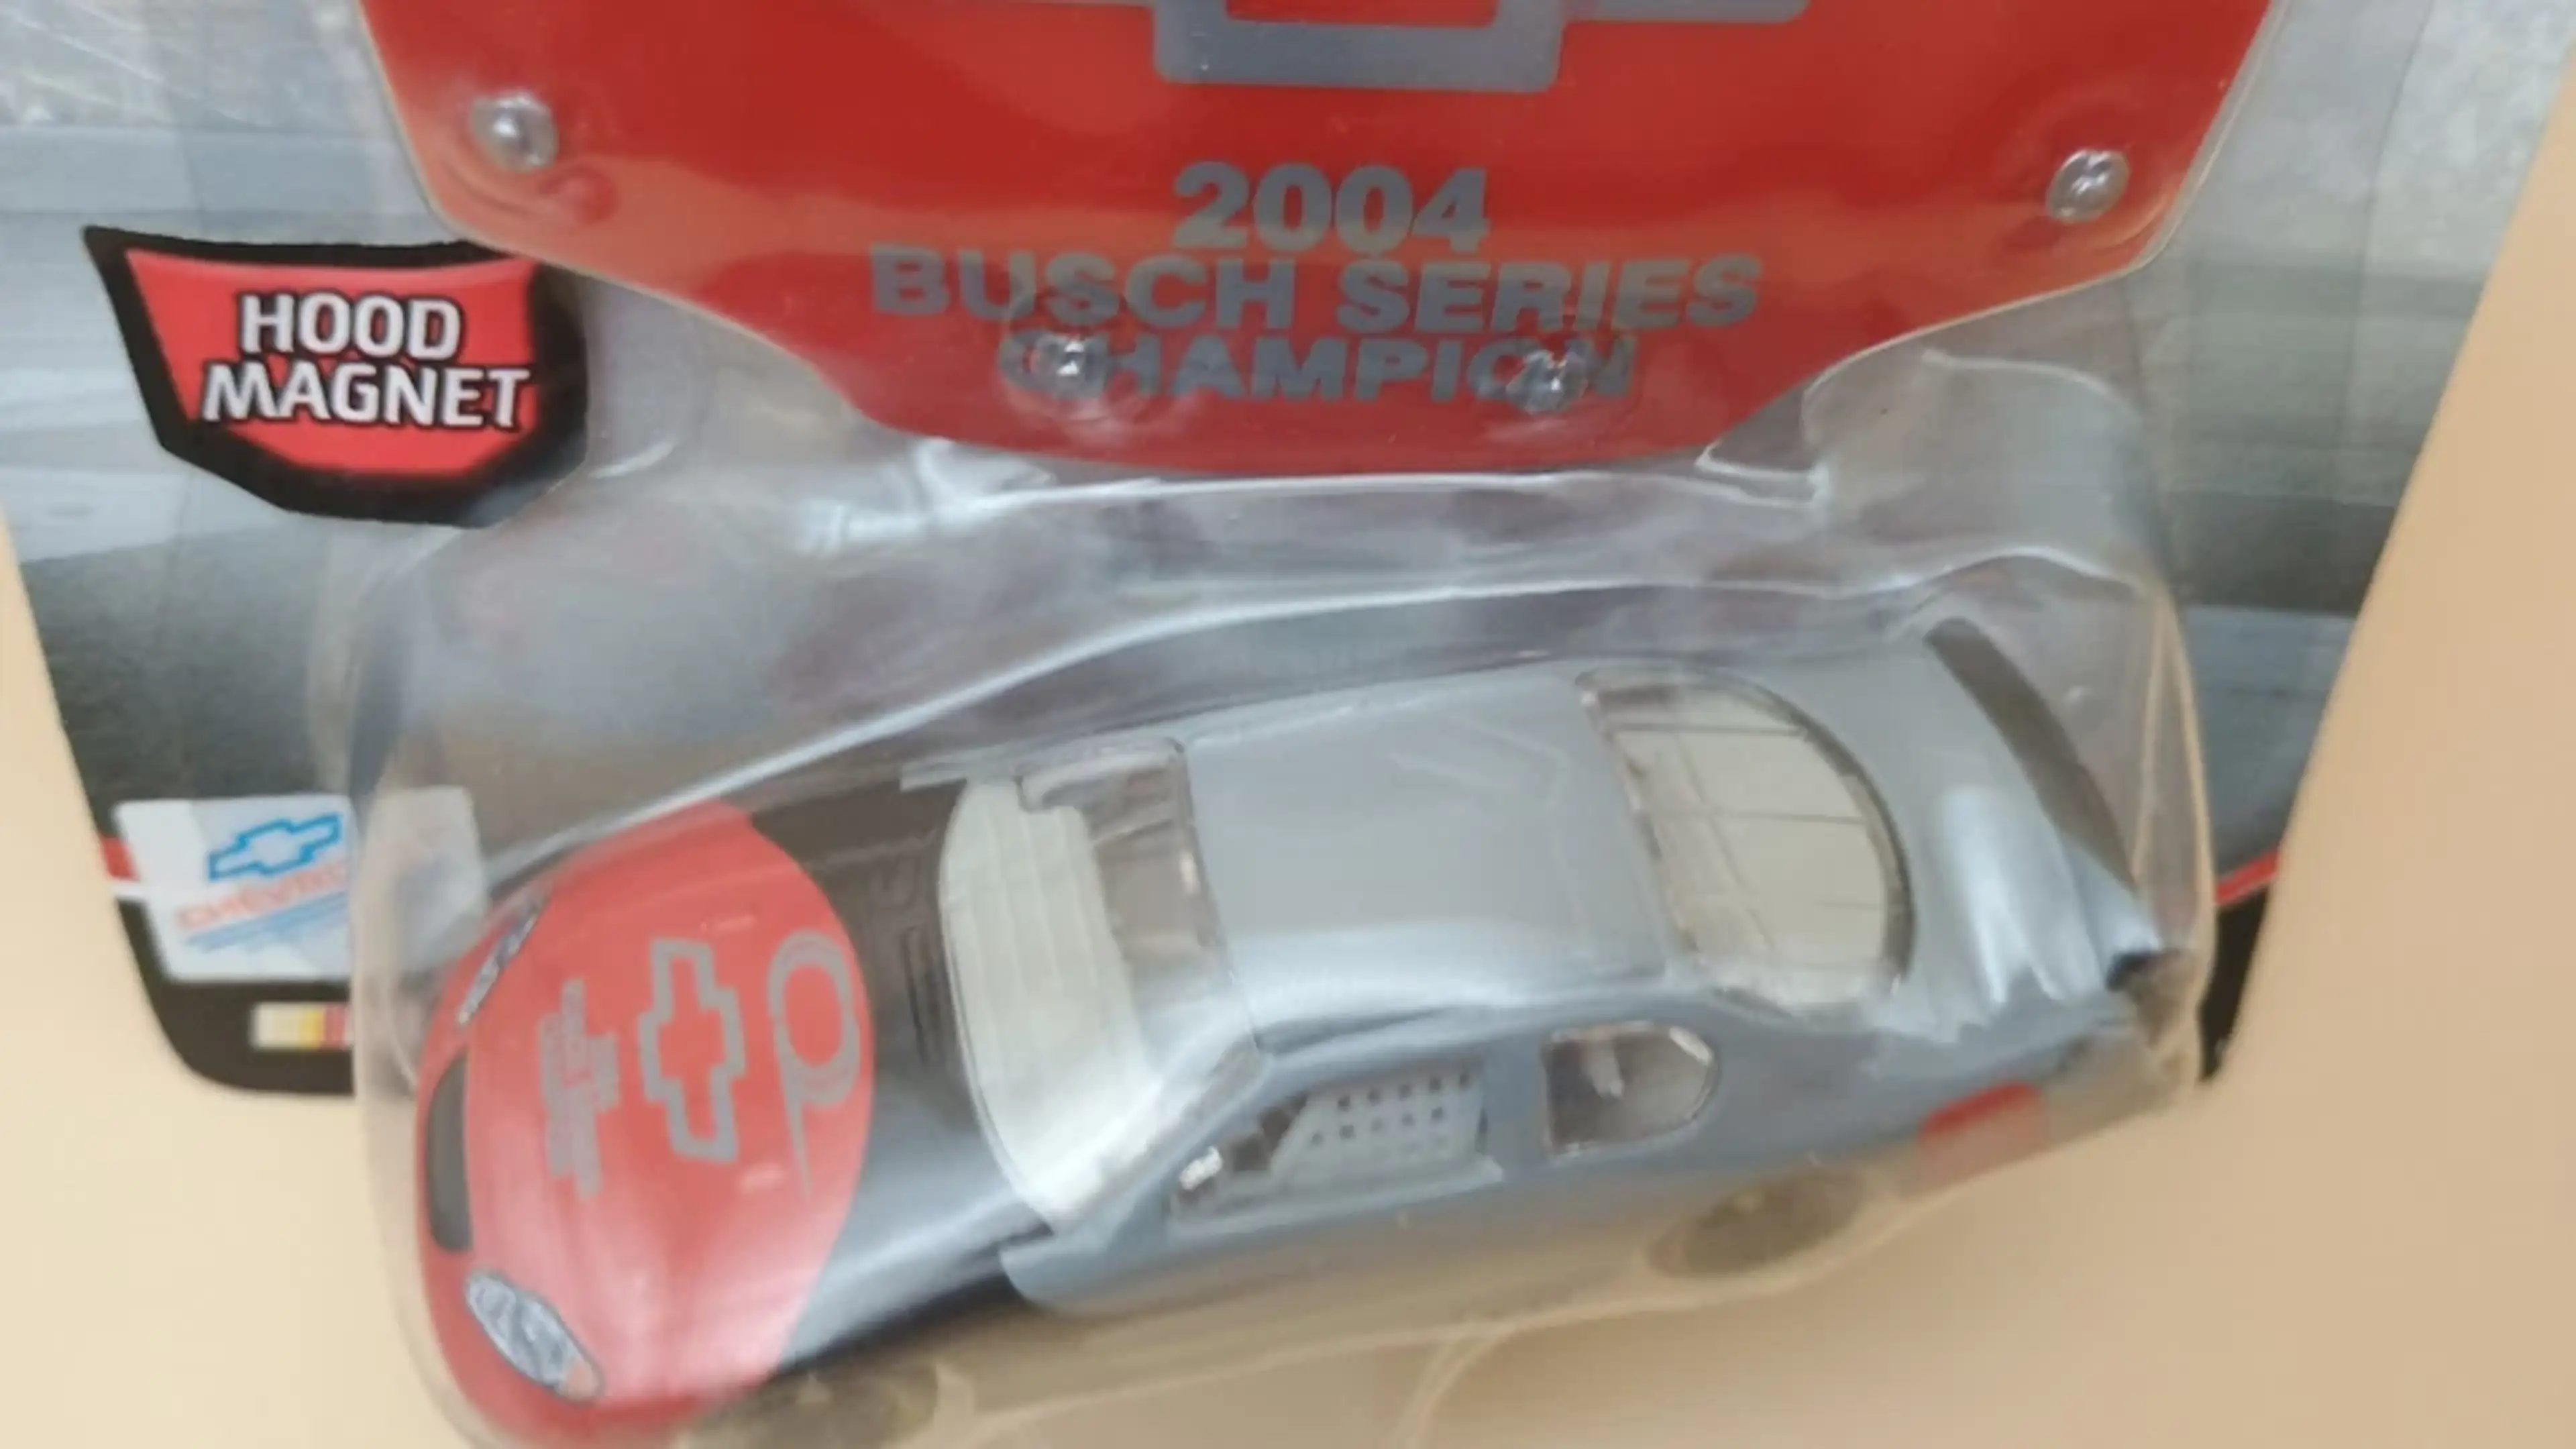 2004
BUSCH SERIES
CHAMPION
HOOD
MAGNET